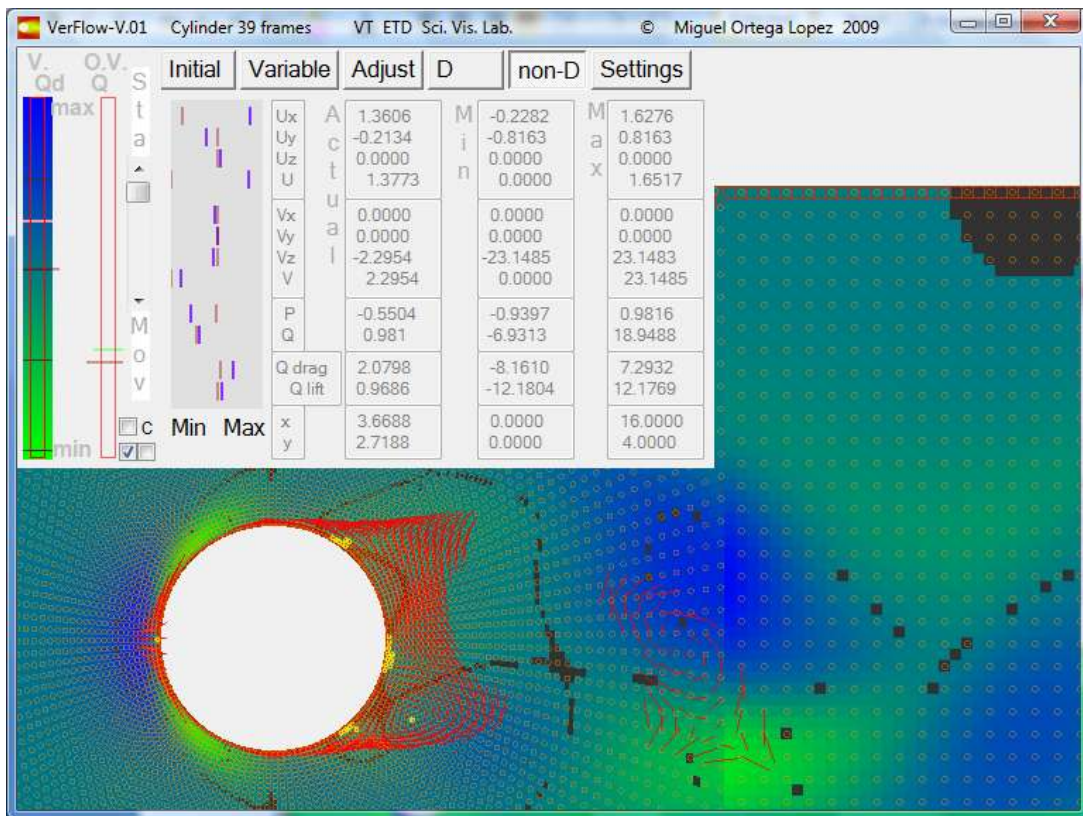 VerFlow-V.01 Cylinder 39 frames VT ETD Sci. Vis. Lab. © Miguel Ortega Lopez 2009
V. O.V. Initial Variable Adjust D non-D Settings
Qd Q
max
Sta
Mov
min
C
Min Max
Actual
Min
Max
Ux 1.3606 -0.2282 1.6276
Uy -0.2134 -0.8163 0.8163
Uz 0.0000 0.0000 0.0000
U 1.3773 0.0000 1.6517
Vx 0.0000 0.0000 0.0000
Vy 0.0000 0.0000 0.0000
Vz -2.2954 -23.1485 23.1483
V 2.2954 0.0000 23.1485
P -0.5504 -0.9397 0.9816
Q 0.981 -6.9313 18.9488
Q drag 2.0798 -8.1610 7.2932
Q lift 0.9686 -12.1804 12.1769
x 3.6688 0.0000 16.0000
y 2.7188 0.0000 4.0000